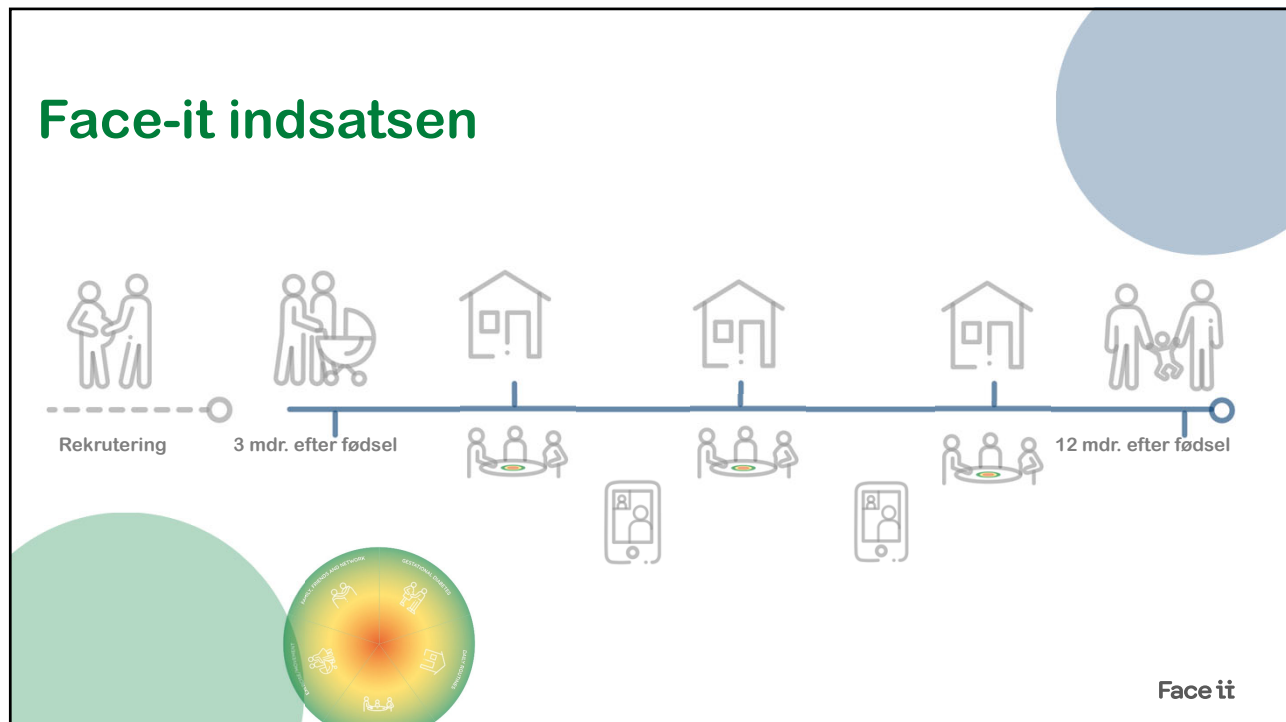 Face-it indsatsen
Rekrutering
3 mdr. efter fødsel
12 mdr. efter fødsel
FAMILY, FRIENDS AND NETWORK
GESTATIONAL DIABETES
DAILY ROUTINES
Face it